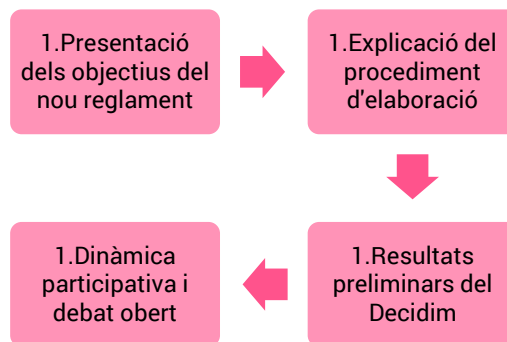 1.Presentació
dels objectius del
nou reglament
1.Explicació del
procediment
d'elaboració
1.Resultats
preliminars del
Decidim
1.Dinàmica
participativa i
debat obert